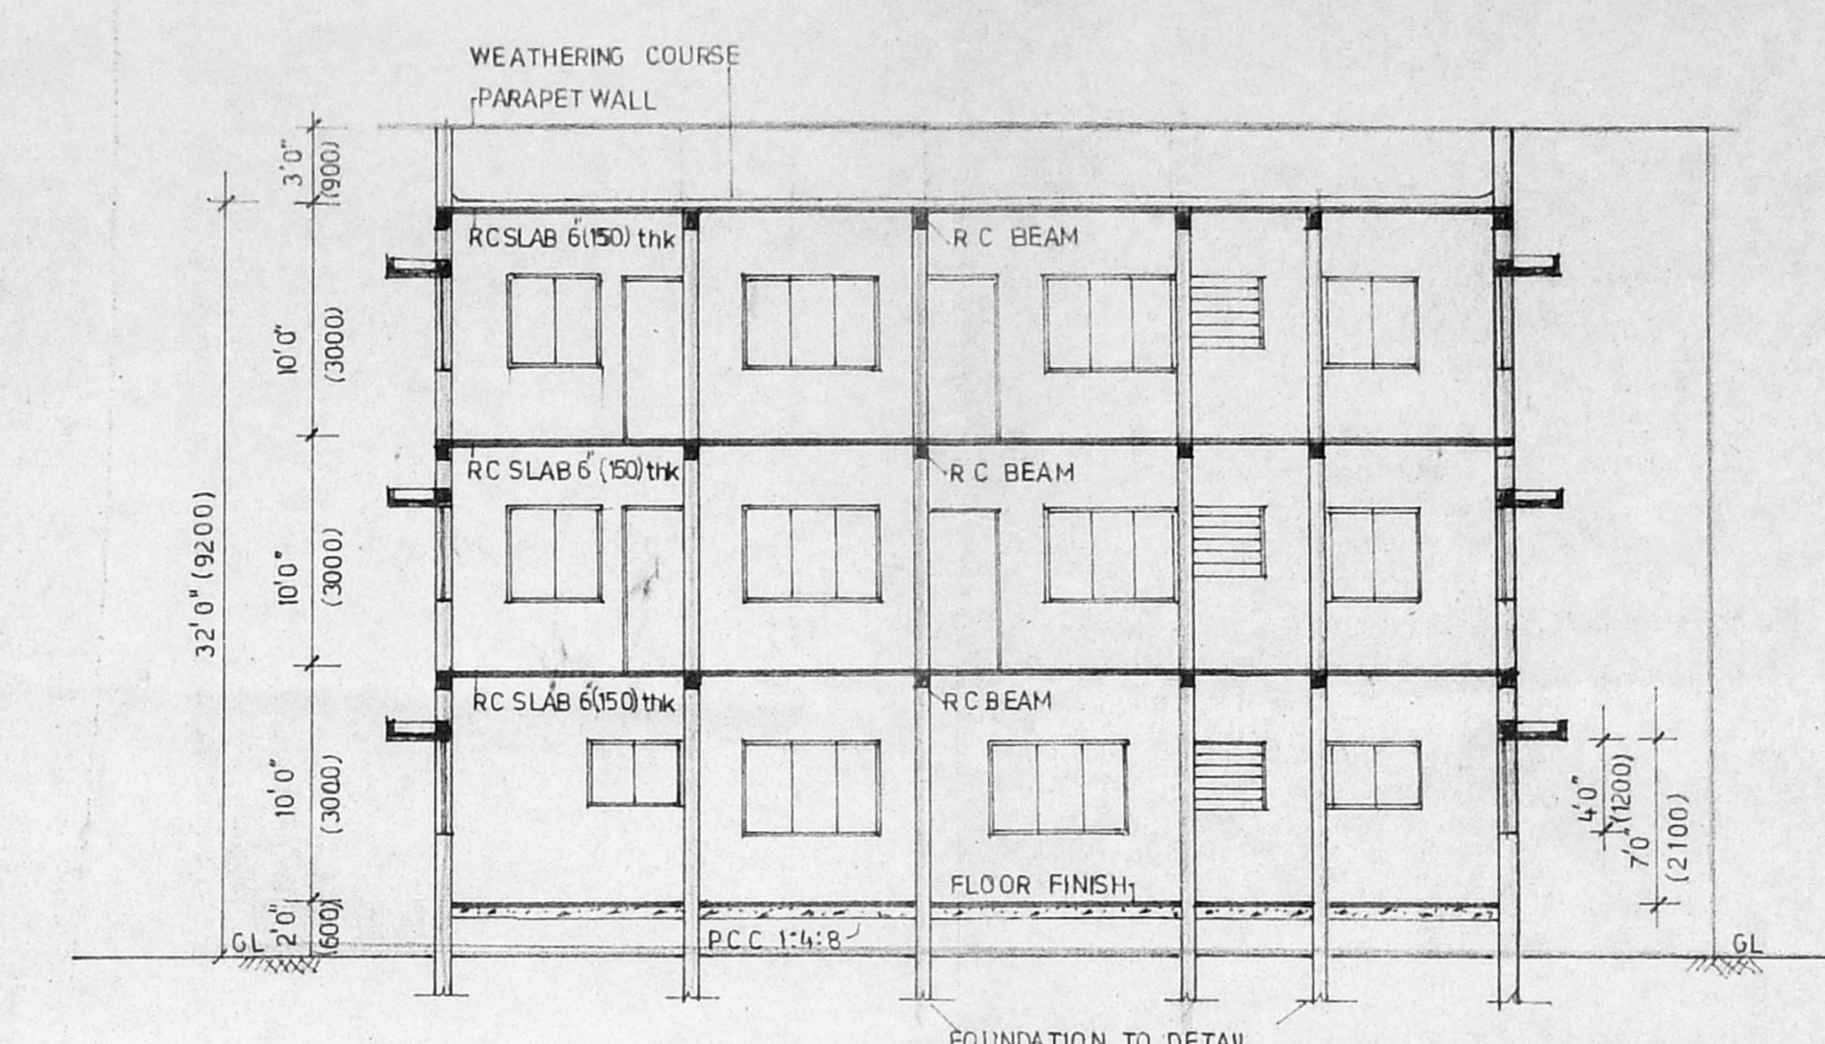 WEATHERING COURSE
PARAPET WALL
3'0"
(900)
RC SLAB 6"(150) thk
R C BEAM
10'0"
(3000)
RC SLAB 6"(150) thk
R C BEAM
32'0" (9200)
10'0"
(3000)
RC SLAB 6"(150) thk
RC BEAM
10'0"
(3000)
4'0"
(1200)
7'0"
(2100)
FLOOR FINISH
2'0"
(600)
GL
PCC 1:4:8
GL
FOUNDATION TO DETAIL